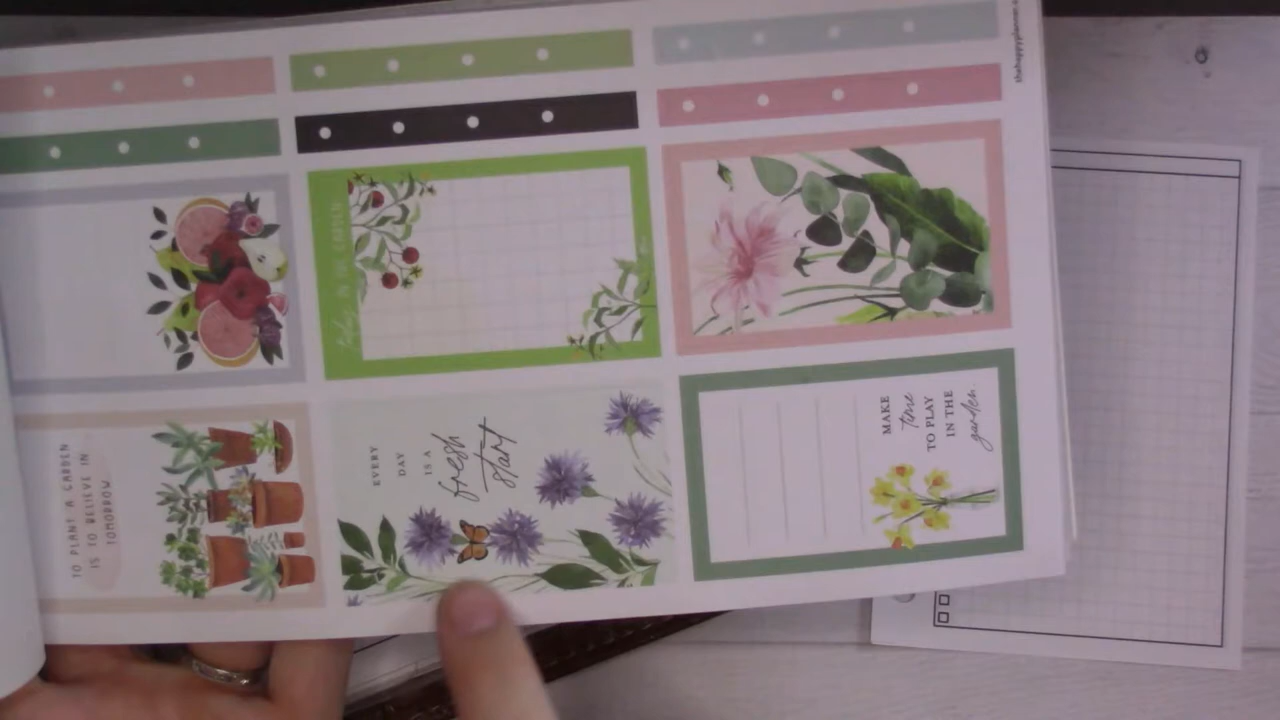 thehappyplanner.
TO PLANT A GARDEN
IS TO BELIEVE IN
TOMORROW
EVERY
DAY
IS A
fresh
start
MAKE
time
TO PLAY
IN THE
garden.